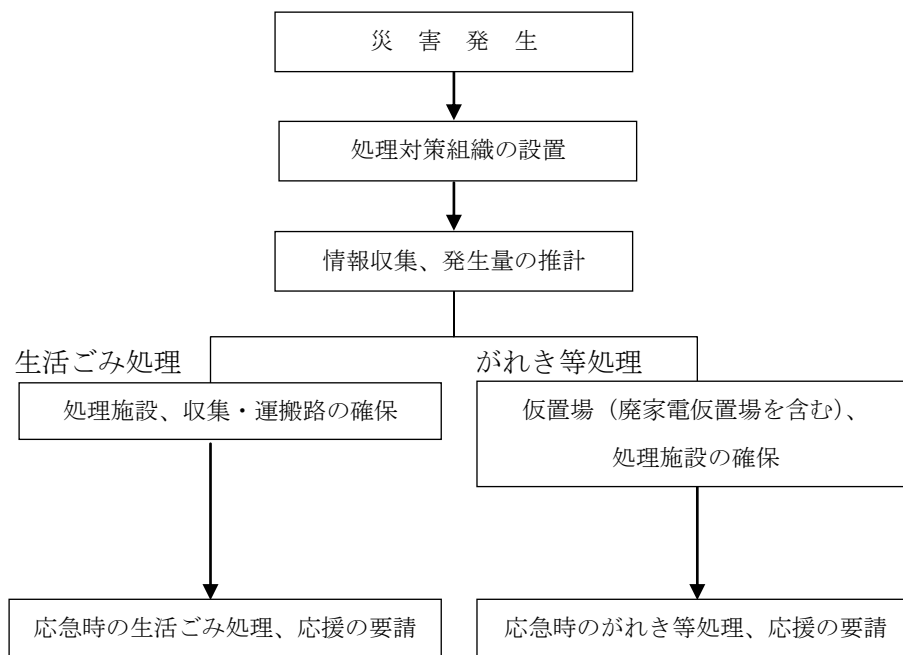 災　害　発　生
処理対策組織の設置
情報収集、発生量の推計
生活ごみ処理
処理施設、収集・運搬路の確保
応急時の生活ごみ処理、応援の要請
がれき等処理
仮置場（廃家電仮置場を含む）、
処理施設の確保
応急時のがれき等処理、応援の要請